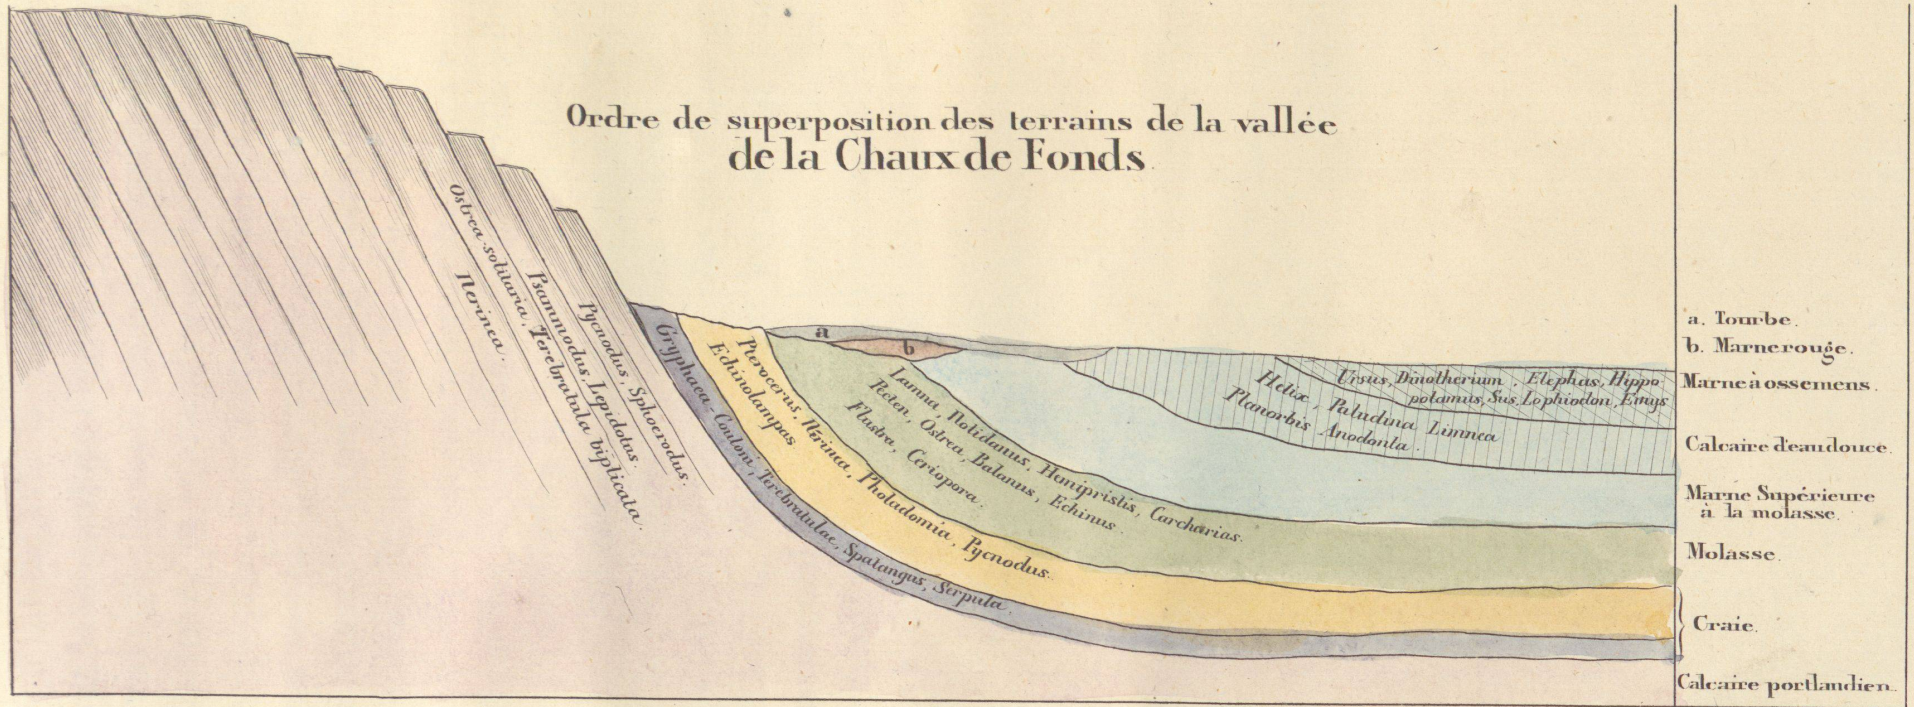 Ordre de superposition des terrains de la vallée
de la Chaux de Fonds.
Ostrea solitaria, Terebratula biplicata.
Nerinea.
Psammodus, Lepidotus.
Pycnodus, Sphoerodus.
Gryphaea-Couloni, Terebratulae, Spatangus, Serpula.
Pterocerus, Nirinea, Pholadomia, Pycnodus.
Echinolampas
a
b
Lamna, Notidanus, Hemipristis, Carcharias.
Pecten, Ostrea, Balanus, Echinus.
Flustra, Ceriopora.
Helix, Paludina Limnea
Planorbis Anodonta.
Ursus, Dinotherium, Elephas, Hippo
potamus, Sus, Lophiodon, Emys
a. Tourbe.
b. Marne rouge.
Marne à ossemens.
Calcaire d'eau douce.
Marne Supérieure
à la molasse.
Molasse.
Craie.
Calcaire portlandien.